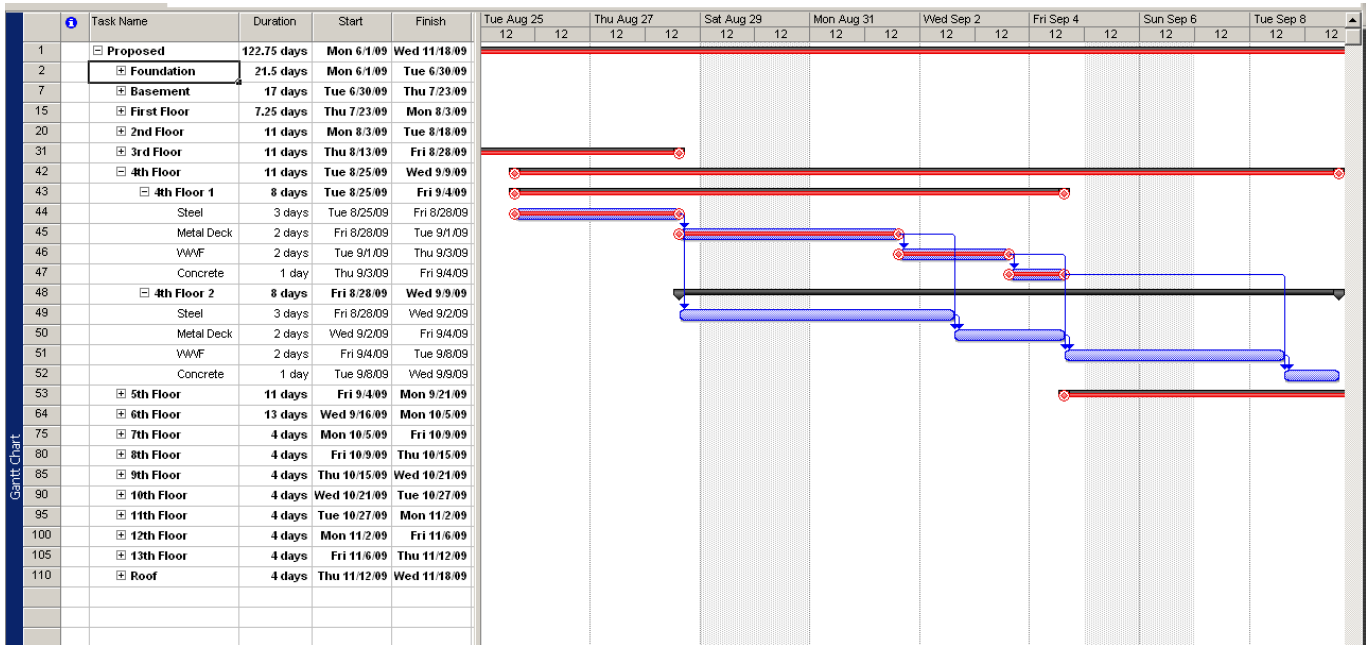 Task Name Duration Start Finish Tue Aug 25 Thu Aug 27 Sat Aug 29 Mon Aug 31 Wed Sep 2 Fri Sep 4 Sun Sep 6 Tue Sep 8
12 12 12 12 12 12 12 12 12 12 12 12 12 12 12 12
1 Proposed 122.75 days Mon 6/1/09 Wed 11/18/09
2 Foundation 21.5 days Mon 6/1/09 Tue 6/30/09
7 Basement 17 days Tue 6/30/09 Thu 7/23/09
15 First Floor 7.25 days Thu 7/23/09 Mon 8/3/09
20 2nd Floor 11 days Mon 8/3/09 Tue 8/18/09
31 3rd Floor 11 days Thu 8/13/09 Fri 8/28/09
42 4th Floor 11 days Tue 8/25/09 Wed 9/9/09
43 4th Floor 1 8 days Tue 8/25/09 Fri 9/4/09
44 Steel 3 days Tue 8/25/09 Fri 8/28/09
45 Metal Deck 2 days Fri 8/28/09 Tue 9/1/09
46 WWF 2 days Tue 9/1/09 Thu 9/3/09
47 Concrete 1 day Thu 9/3/09 Fri 9/4/09
48 4th Floor 2 8 days Fri 8/28/09 Wed 9/9/09
49 Steel 3 days Fri 8/28/09 Wed 9/2/09
50 Metal Deck 2 days Wed 9/2/09 Fri 9/4/09
51 WWF 2 days Fri 9/4/09 Tue 9/8/09
52 Concrete 1 day Tue 9/8/09 Wed 9/9/09
53 5th Floor 11 days Fri 9/4/09 Mon 9/21/09
64 6th Floor 13 days Wed 9/16/09 Mon 10/5/09
75 7th Floor 4 days Mon 10/5/09 Fri 10/9/09
80 8th Floor 4 days Fri 10/9/09 Thu 10/15/09
85 9th Floor 4 days Thu 10/15/09 Wed 10/21/09
90 10th Floor 4 days Wed 10/21/09 Tue 10/27/09
95 11th Floor 4 days Tue 10/27/09 Mon 11/2/09
100 12th Floor 4 days Mon 11/2/09 Fri 11/6/09
105 13th Floor 4 days Fri 11/6/09 Thu 11/12/09
110 Roof 4 days Thu 11/12/09 Wed 11/18/09
Gantt Chart